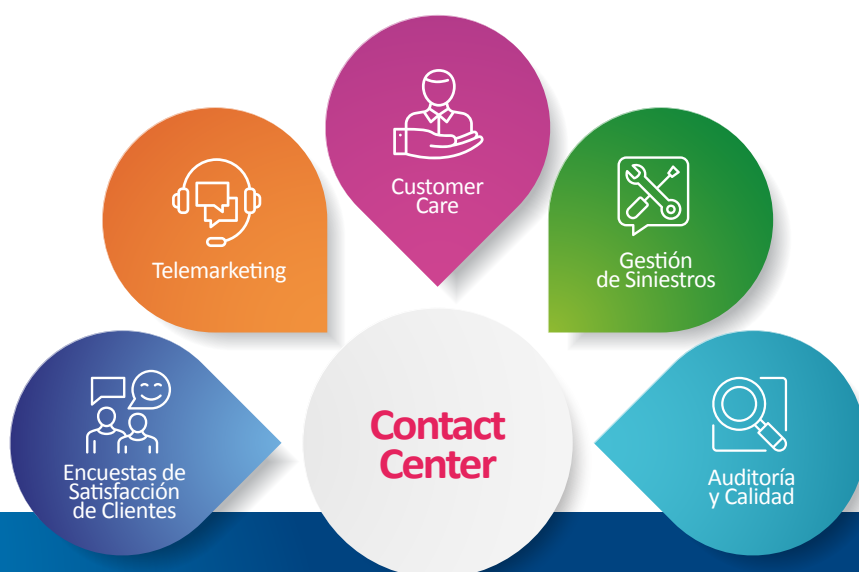 Customer
Care
Telemarketing
Gestión
de Siniestros
Contact
Center
Encuestas de
Satisfacción
de Clientes
Auditoría
y Calidad